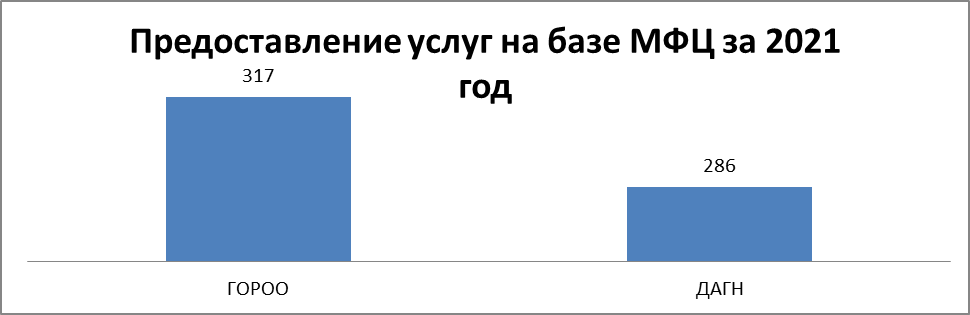 Предоставление услуг на базе МФЦ за 2021
год
317
286
ГОРОО
ДАГН